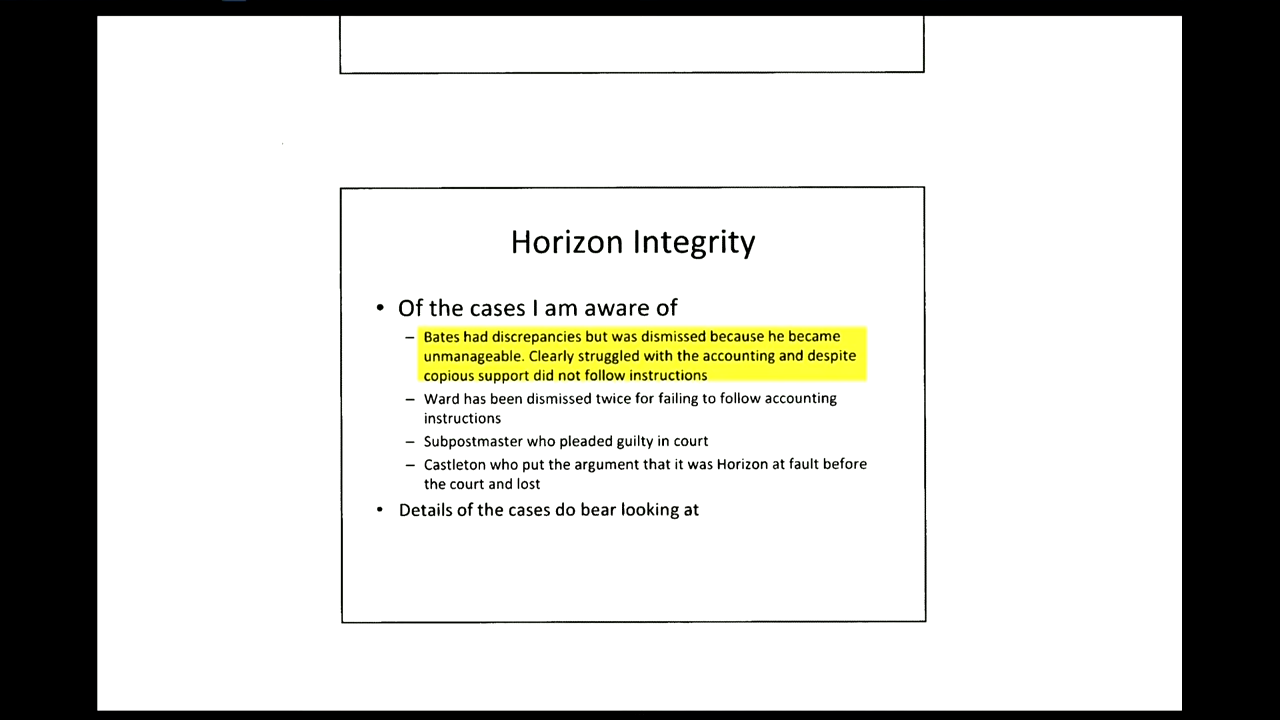 Horizon Integrity
• Of the cases I am aware of
– Bates had discrepancies but was dismissed because he became
unmanageable. Clearly struggled with the accounting and despite
copious support did not follow instructions
– Ward has been dismissed twice for failing to follow accounting
instructions
– Subpostmaster who pleaded guilty in court
– Castleton who put the argument that it was Horizon at fault before
the court and lost
• Details of the cases do bear looking at